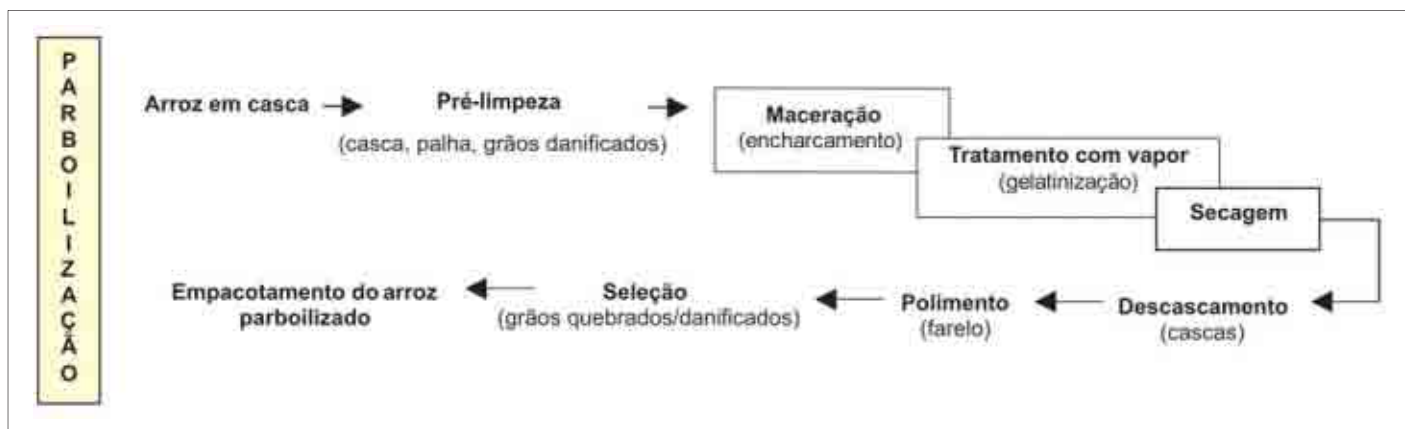 PARBOILIZAÇÃO
Arroz em casca
Pré-limpeza
(casca, palha, grãos danificados)
Maceração
(encharcamento)
Tratamento com vapor
(gelatinização)
Secagem
Descascamento
(cascas)
Polimento
(farelo)
Seleção
(grãos quebrados/danificados)
Empacotamento do arroz
parboilizado